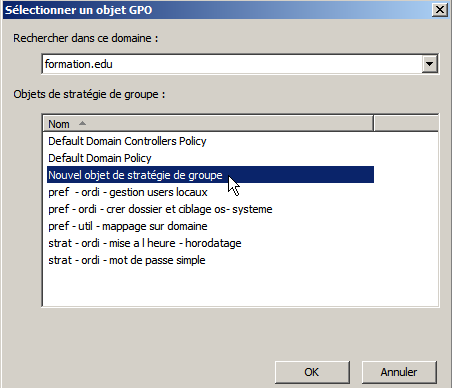 Sélectionner un objet GPO
Rechercher dans ce domaine :
formation.edu
Objets de stratégie de groupe :
Nom
Default Domain Controllers Policy
Default Domain Policy
Nouvel objet de stratégie de groupe
pref - ordi - gestion users locaux
pref - ordi - crer dossier et ciblage os- systeme
pref - util - mappage sur domaine
strat - ordi - mise a l heure - horodatage
strat - ordi - mot de passe simple
OK
Annuler